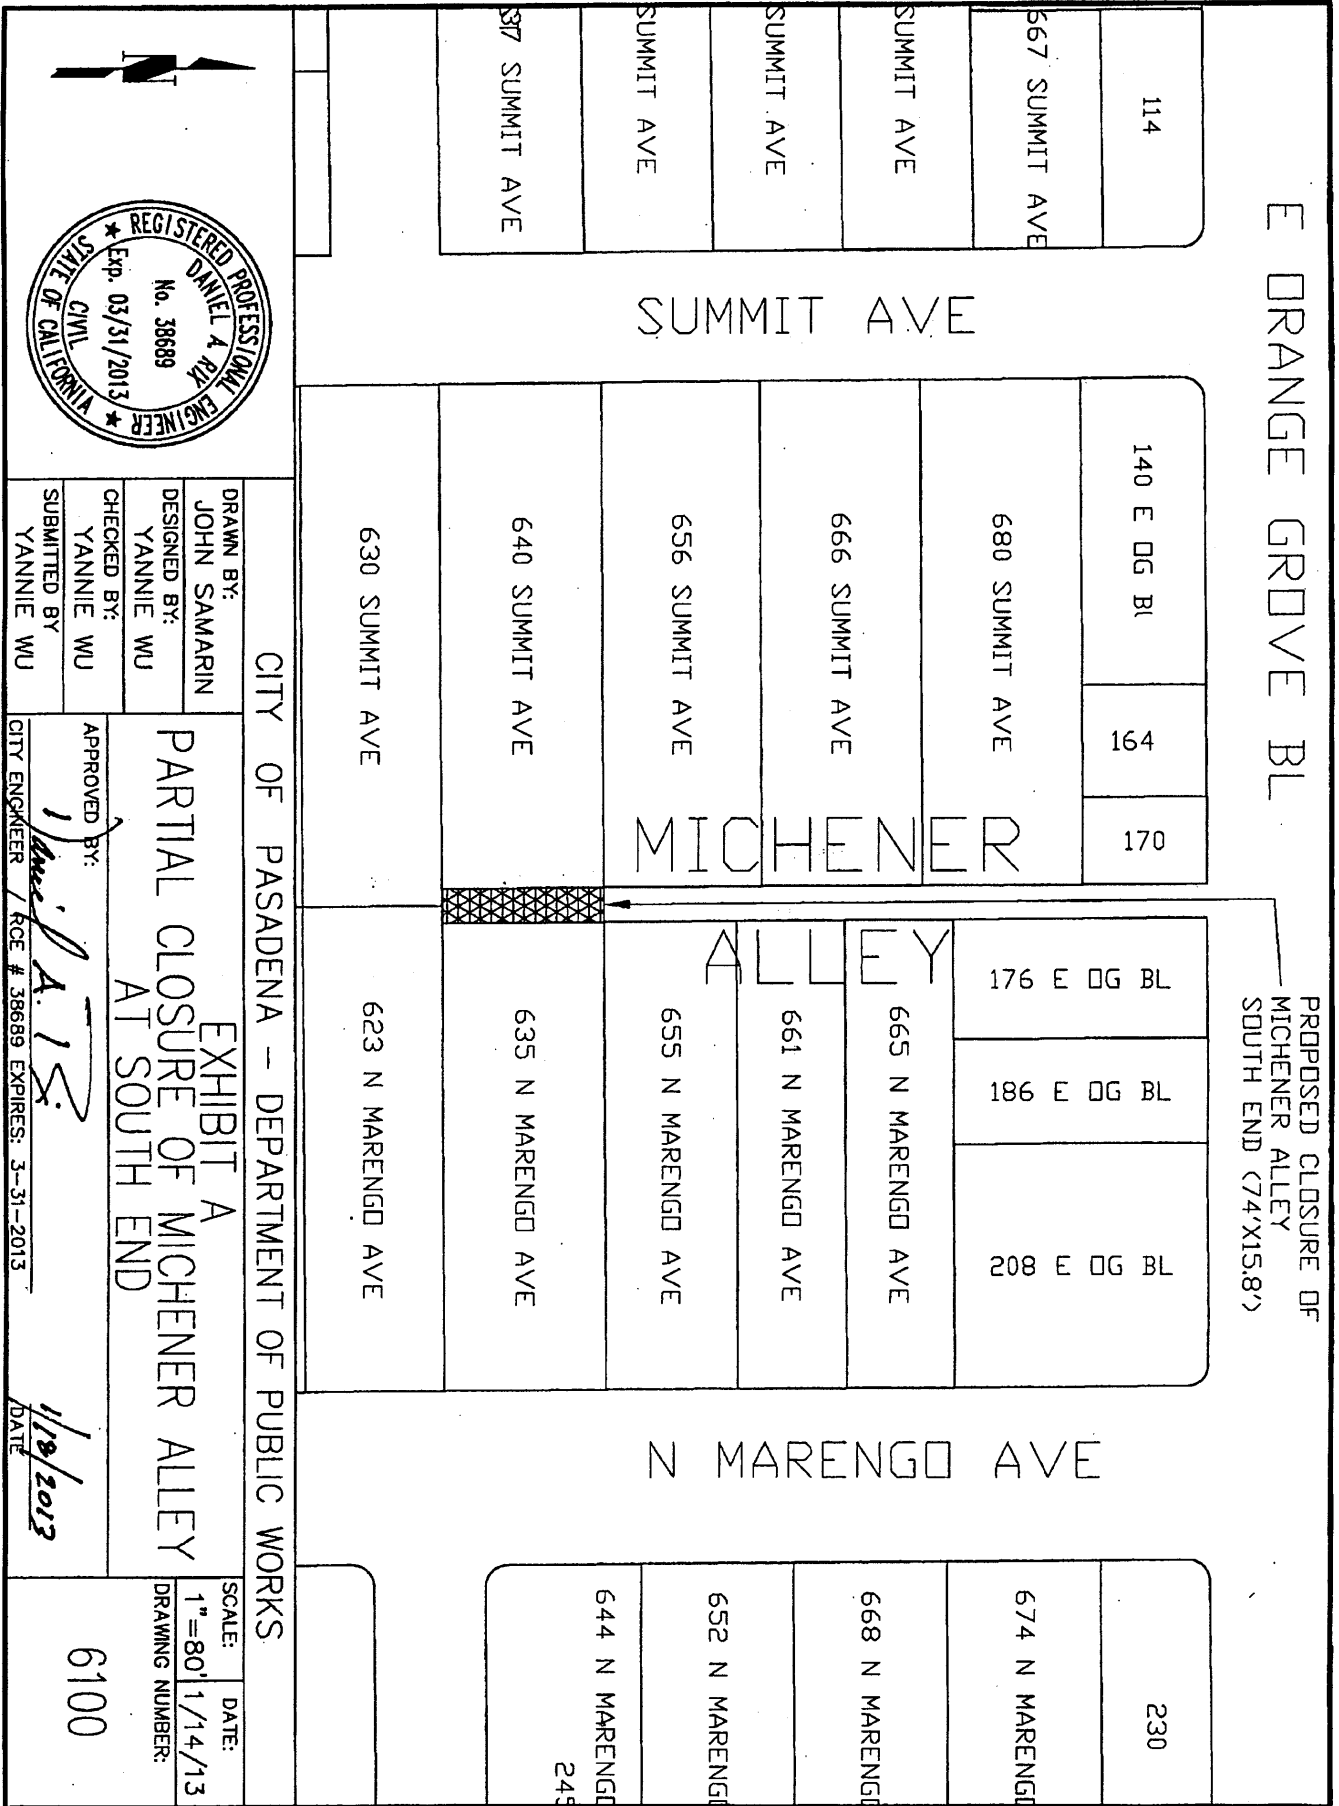 E ORANGE GROVE BL
PROPOSED CLOSURE OF
MICHENER ALLEY
SOUTH END (74'X15.8')
114
667 SUMMIT AVE
SUMMIT AVE
SUMMIT AVE
SUMMIT AVE
SUMMIT AVE
SUMMIT AVE
140 E OG Bl
164
170
680 SUMMIT AVE
666 SUMMIT AVE
656 SUMMIT AVE
640 SUMMIT AVE
630 SUMMIT AVE
MICHENER
ALLEY
176 E OG BL
186 E OG BL
208 E OG BL
665 N MARENGO AVE
661 N MARENGO AVE
655 N MARENGO AVE
635 N MARENGO AVE
623 N MARENGO AVE
N MARENGO AVE
230
674 N MARENGO
668 N MARENGO
652 N MARENGO
644 N MARENGO
245
N
REGISTERED PROFESSIONAL ENGINEER
DANIEL A RIX
No. 38689
Exp. 03/31/2013
CIVIL
STATE OF CALIFORNIA
CITY OF PASADENA - DEPARTMENT OF PUBLIC WORKS
DRAWN BY:
JOHN SAMARIN
DESIGNED BY:
YANNIE WU
CHECKED BY:
YANNIE WU
SUBMITTED BY
YANNIE WU
EXHIBIT A
PARTIAL CLOSURE OF MICHENER ALLEY
AT SOUTH END
APPROVED BY:
CITY ENGINEER / RCE # 38689 EXPIRES: 3-31-2013
1/18/2013
DATE
SCALE:
1"=80'
DATE:
1/14/13
DRAWING NUMBER:
6100